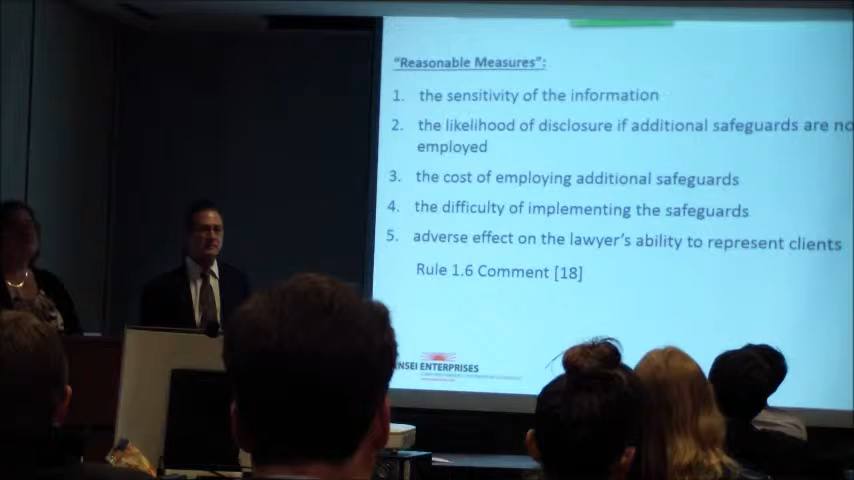 "Reasonable Measures":
1. the sensitivity of the information
2. the likelihood of disclosure if additional safeguards are no
employed
3. the cost of employing additional safeguards
4. the difficulty of implementing the safeguards
5. adverse effect on the lawyer's ability to represent clients
Rule 1.6 Comment [18]
NSEI ENTERPRISES